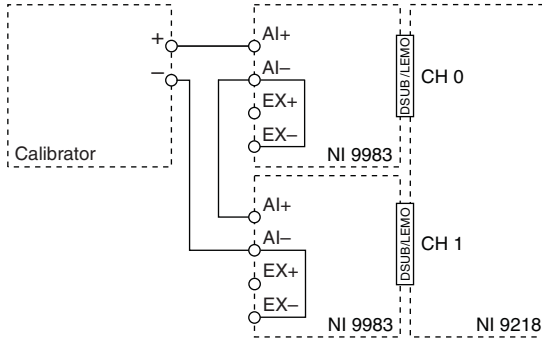 +
–
Calibrator
AI+
AI–
EX+
EX–
NI 9983
DSUB/LEMO
CH 0
AI+
AI–
EX+
EX–
NI 9983
DSUB/LEMO
CH 1
NI 9218